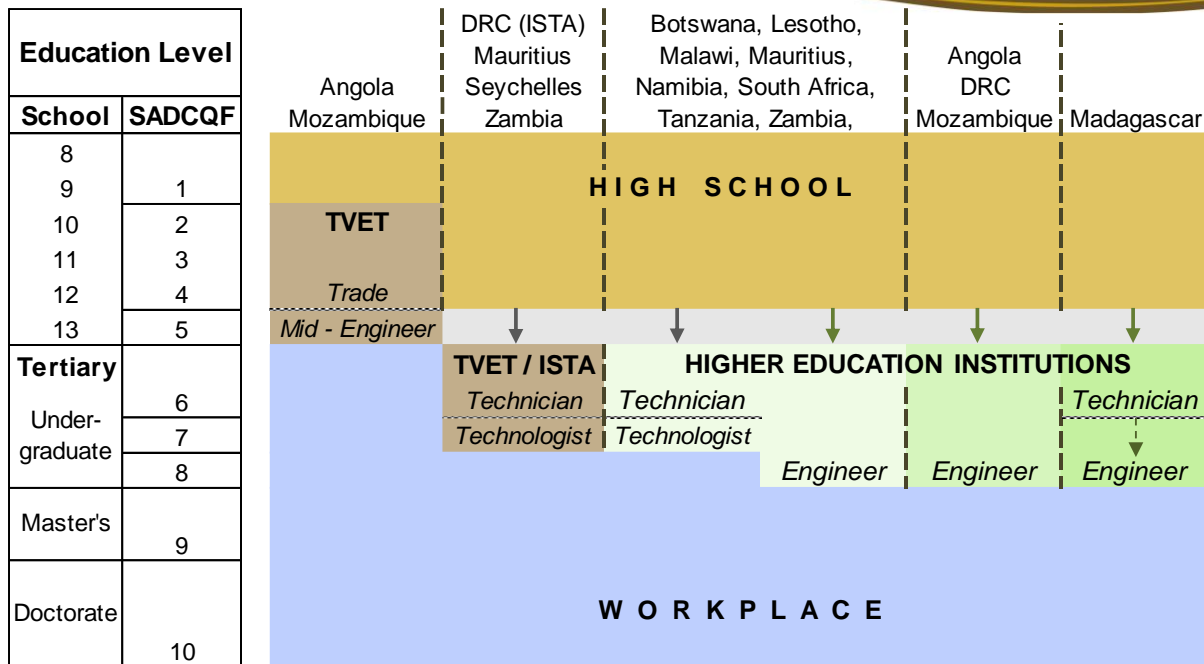 Education Level
School SADCQF
8
9 1
10 2
11 3
12 4
13 5
Tertiary
6
Under-
graduate
7
8
Master's
9
Doctorate
10
Angola
Mozambique
DRC (ISTA)
Mauritius
Seychelles
Zambia
Botswana, Lesotho,
Malawi, Mauritius,
Namibia, South Africa,
Tanzania, Zambia,
Angola
DRC
Mozambique
Madagascar
HIGH SCHOOL
TVET
Trade
Mid - Engineer
TVET / ISTA
Technician
Technologist
HIGHER EDUCATION INSTITUTIONS
Technician
Technologist
Engineer
Engineer
Technician
Engineer
WORKPLACE